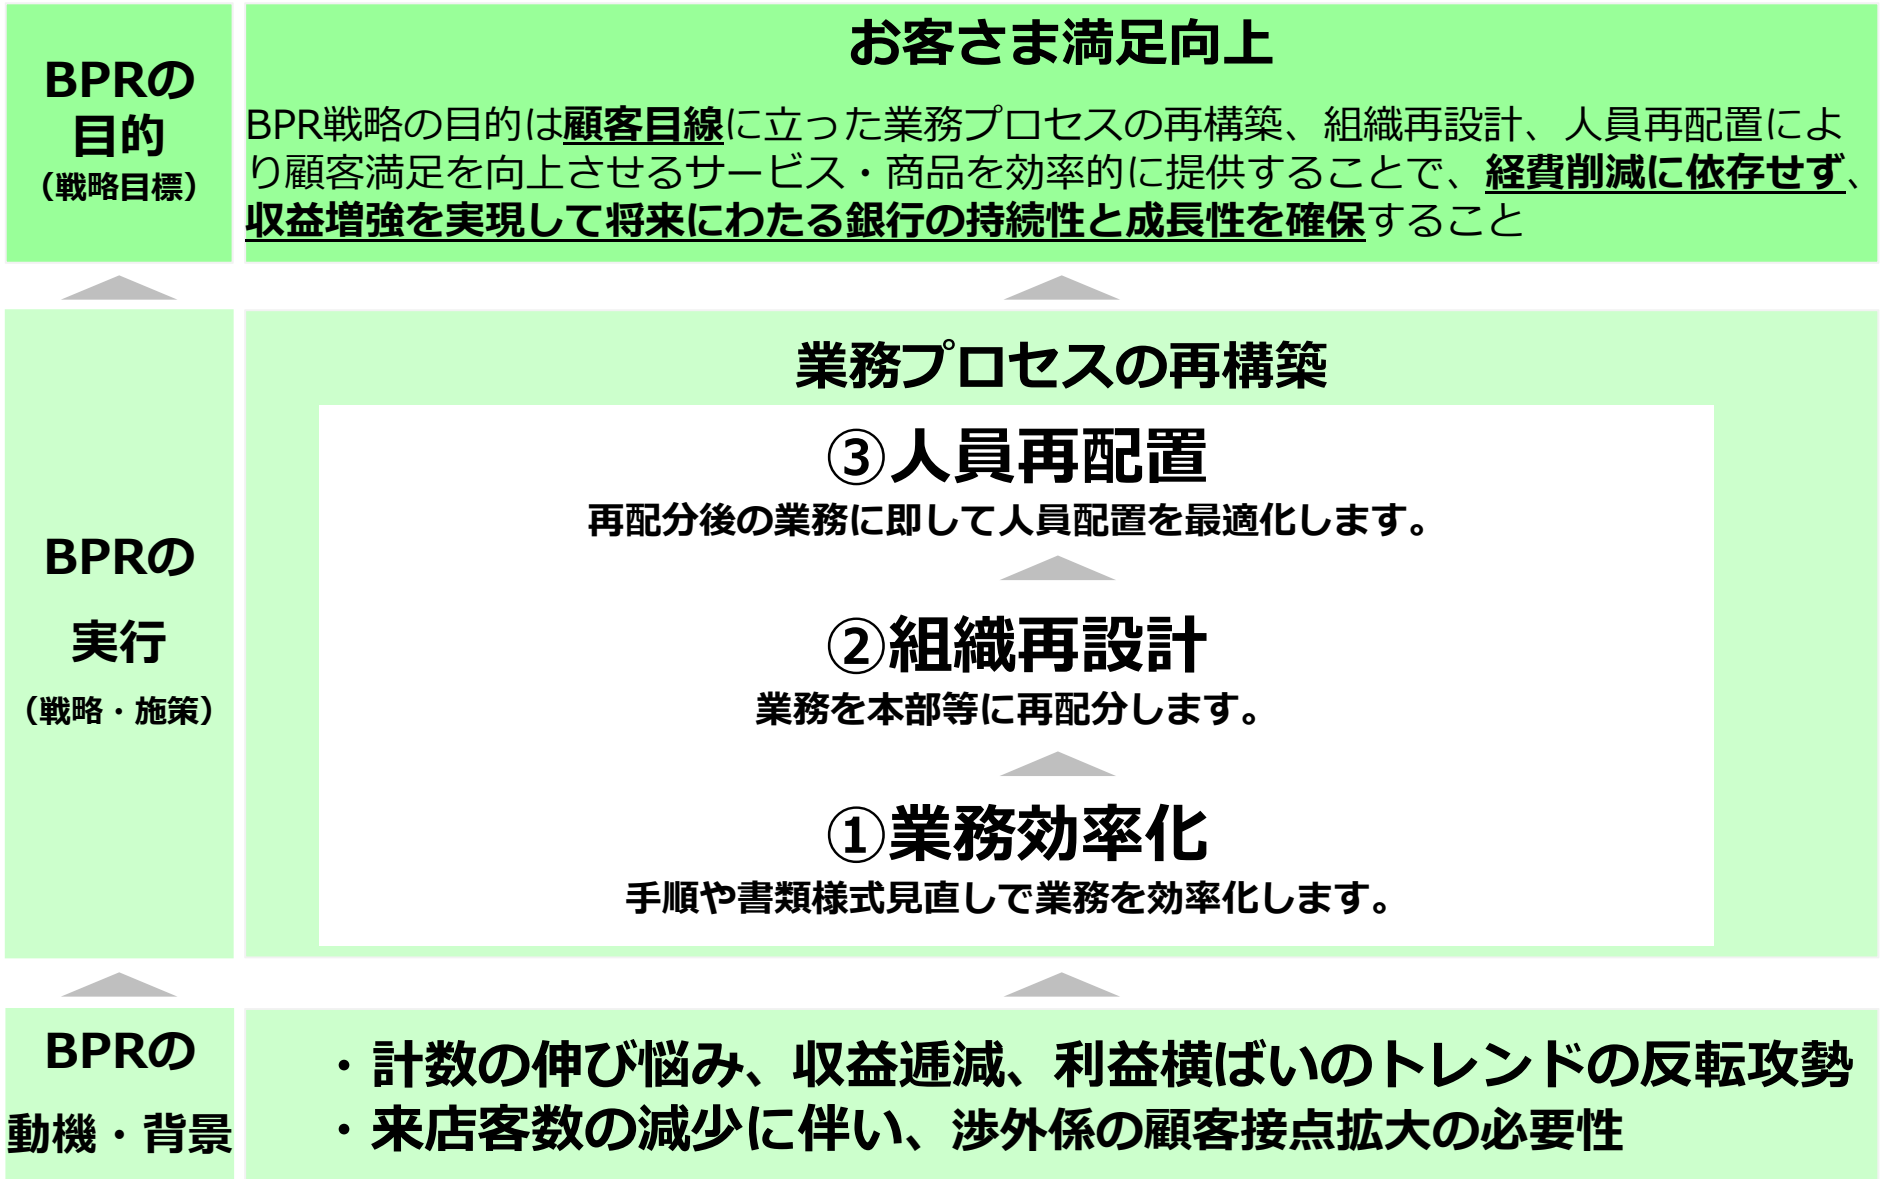 BPRの
目的
（戦略目標）
お客さま満足向上
BPR戦略の目的は顧客目線に立った業務プロセスの再構築、組織再設計、人員再配置によ
り顧客満足を向上させるサービス・商品を効率的に提供することで、経費削減に依存せず、
収益増強を実現して将来にわたる銀行の持続性と成長性を確保すること
BPRの
実行
（戦略・施策）
業務プロセスの再構築
③人員再配置
再配分後の業務に即して人員配置を最適化します。
②組織再設計
業務を本部等に再配分します。
①業務効率化
手順や書類様式見直しで業務を効率化します。
BPRの
動機・背景
・計数の伸び悩み、収益逓減、利益横ばいのトレンドの反転攻勢
・来店客数の減少に伴い、渉外係の顧客接点拡大の必要性